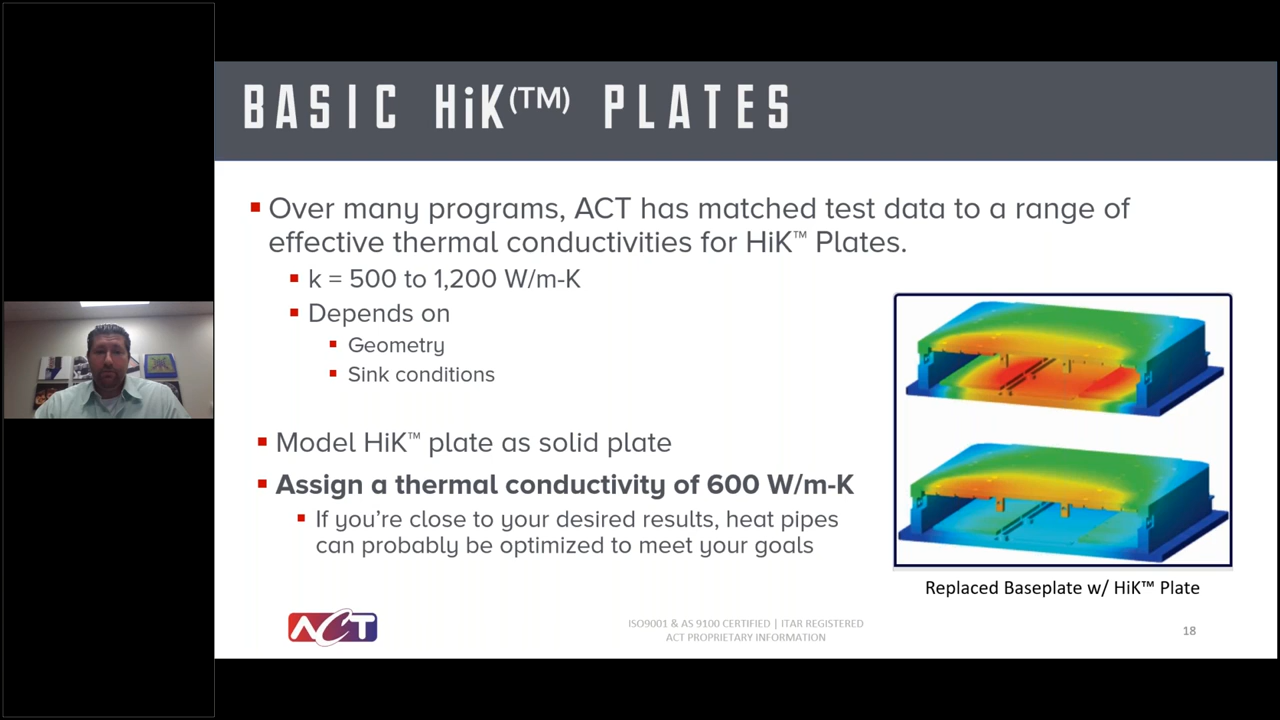 BASIC HiK(TM) PLATES
Over many programs, ACT has matched test data to a range of
effective thermal conductivities for HiK™ Plates.
k = 500 to 1,200 W/m-K
Depends on
Geometry
Sink conditions
Model HiK™ plate as solid plate
Assign a thermal conductivity of 600 W/m-K
If you're close to your desired results, heat pipes
can probably be optimized to meet your goals
Replaced Baseplate w/ HiK™ Plate
ACT
ISO9001 & AS 9100 CERTIFIED | ITAR REGISTERED
ACT PROPRIETARY INFORMATION
18